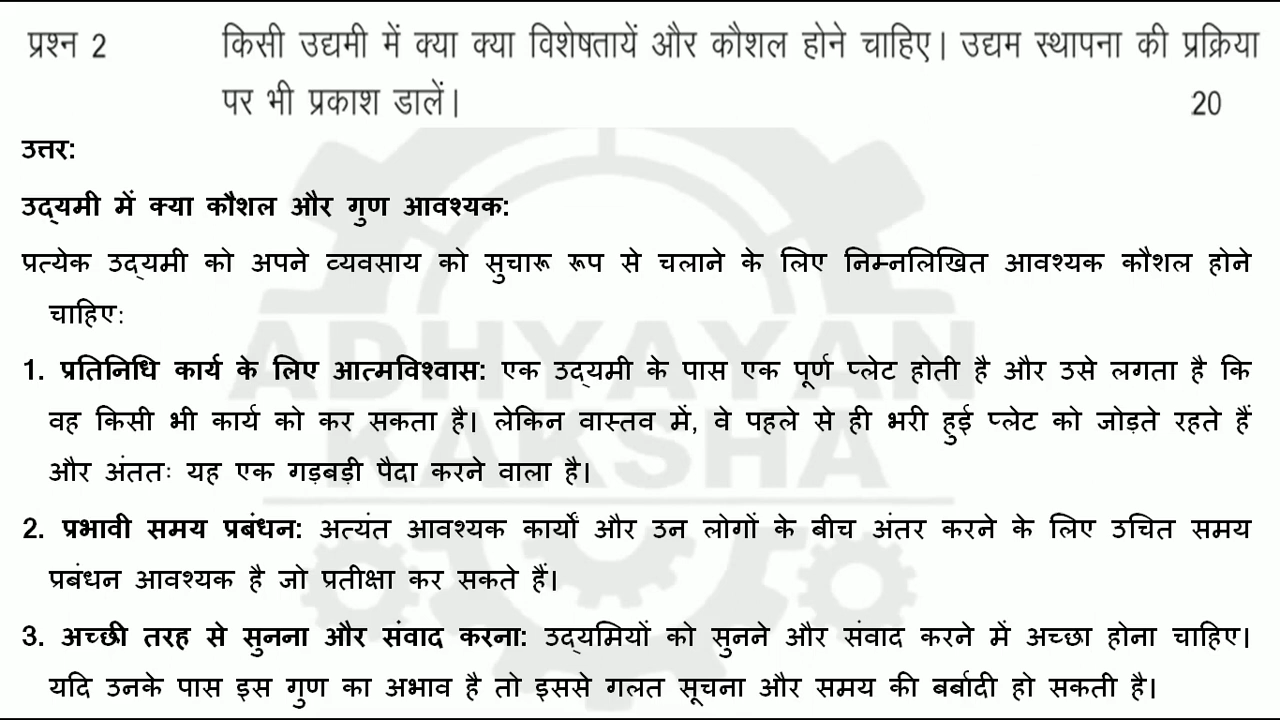 प्रश्न 2 किसी उद्यमी में क्या क्या विशेषतायें और कौशल होने चाहिए। उद्यम स्थापना की प्रक्रिया
पर भी प्रकाश डालें। 20
उत्तर:
उद्यमी में क्या कौशल और गुण आवश्यक:
प्रत्येक उद्यमी को अपने व्यवसाय को सुचारू रूप से चलाने के लिए निम्नलिखित आवश्यक कौशल होने
चाहिए:
1. प्रतिनिधि कार्य के लिए आत्मविश्वास: एक उद्यमी के पास एक पूर्ण प्लेट होती है और उसे लगता है कि
वह किसी भी कार्य को कर सकता है। लेकिन वास्तव में, वे पहले से ही भरी हुई प्लेट को जोड़ते रहते हैं
और अंततः यह एक गड़बड़ी पैदा करने वाला है।
2. प्रभावी समय प्रबंधन: अत्यंत आवश्यक कार्यों और उन लोगों के बीच अंतर करने के लिए उचित समय
प्रबंधन आवश्यक है जो प्रतीक्षा कर सकते हैं।
3. अच्छी तरह से सुनना और संवाद करना: उद्यमियों को सुनने और संवाद करने में अच्छा होना चाहिए।
यदि उनके पास इस गुण का अभाव है तो इससे गलत सूचना और समय की बर्बादी हो सकती है।
ADHYAYAN
KAKSHA